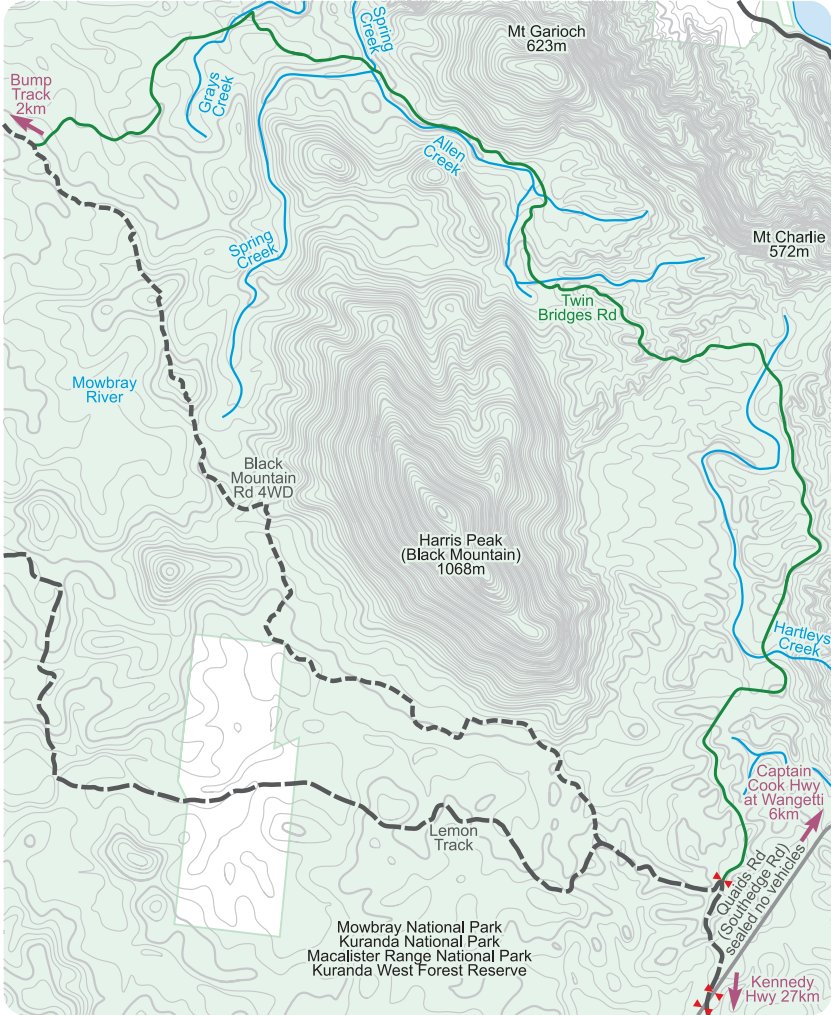 Spring
Creek
Mt Garioch
623m
Bump
Track
2km
Grays
Creek
Allen
Creek
Spring
Creek
Mt Charlie
572m
Twin
Bridges Rd
Mowbray
River
Black
Mountain
Rd 4WD
Harris Peak
(Black Mountain)
1068m
Hartleys
Creek
Captain
Cook Hwy
at Wangetti
6km
Lemon
Track
Quaids Rd
(Southedge Rd)
sealed no vehicles
Mowbray National Park
Kuranda National Park
Macalister Range National Park
Kuranda West Forest Reserve
Kennedy
Hwy 27km